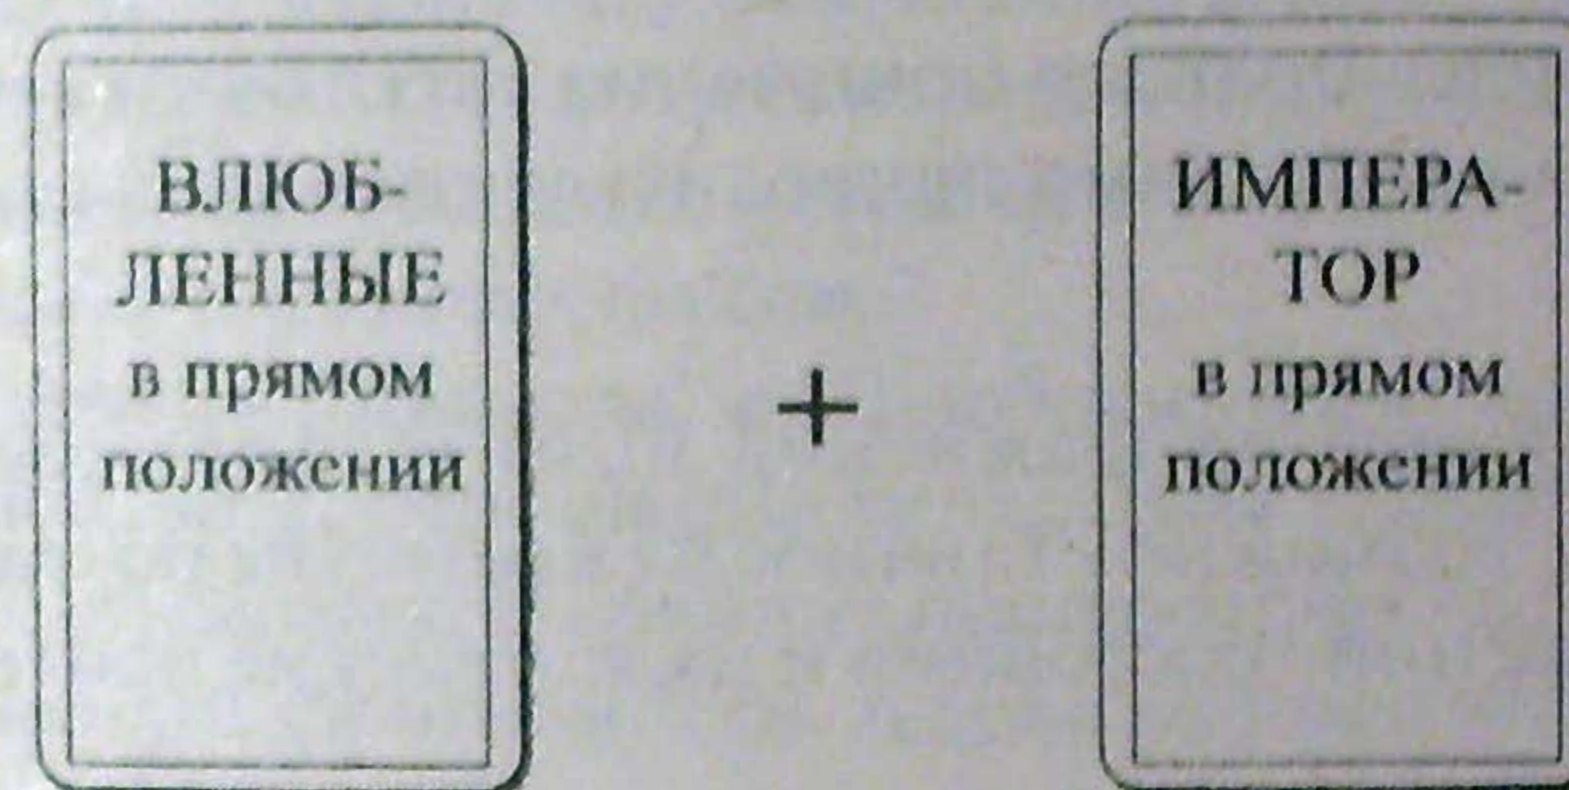 ВЛЮБ-
ЛЕННЫЕ
в прямом
положении
+
ИМПЕРА-
ТОР
в прямом
положении